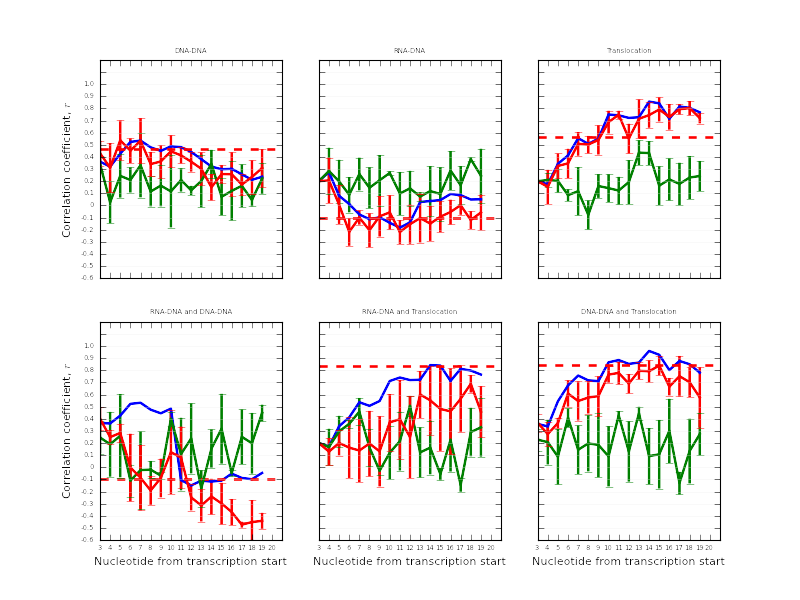 DNA-DNA
RNA-DNA
Translocation
Correlation coefficient, r
1.0
0.9
0.8
0.7
0.6
0.5
0.4
0.3
0.2
0.1
0
-0.1
-0.2
-0.3
-0.4
-0.5
-0.6
RNA-DNA and DNA-DNA
RNA-DNA and Translocation
DNA-DNA and Translocation
Correlation coefficient, r
1.0
0.9
0.8
0.7
0.6
0.5
0.4
0.3
0.2
0.1
0
-0.1
-0.2
-0.3
-0.4
-0.5
-0.6
3 4 5 6 7 8 9 10 11 12 13 14 15 16 17 18 19 20
3 4 5 6 7 8 9 10 11 12 13 14 15 16 17 18 19 20
3 4 5 6 7 8 9 10 11 12 13 14 15 16 17 18 19 20
Nucleotide from transcription start
Nucleotide from transcription start
Nucleotide from transcription start